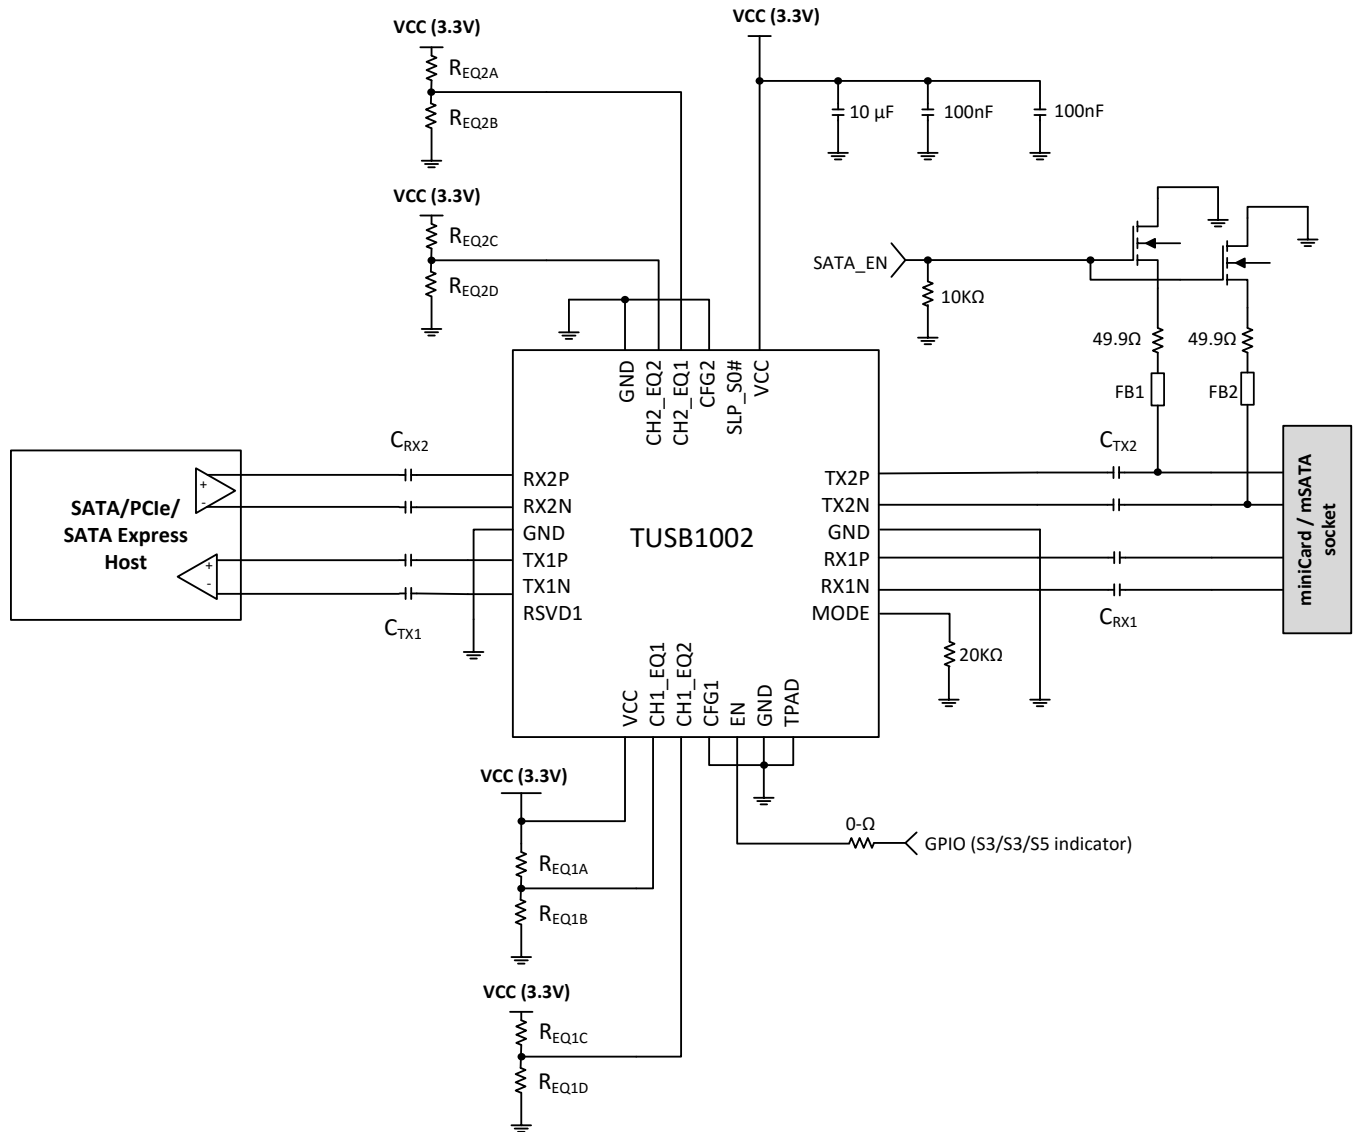 VCC (3.3V)
REQ2A
REQ2B
VCC (3.3V)
REQ2C
REQ2D
VCC (3.3V)
10 µF
100nF
100nF
SATA_EN
10KΩ
49.9Ω
49.9Ω
FB1
FB2
GND
CH2_EQ2
CH2_EQ1
CFG2
SLP_S0#
VCC
SATA/PCIe/
SATA Express
Host
+
-
+
-
CRX2
CTX1
RX2P
RX2N
GND
TX1P
TX1N
RSVD1
TUSB1002
TX2P
TX2N
GND
RX1P
RX1N
MODE
CTX2
CRX1
miniCard / mSATA
socket
20KΩ
VCC
CH1_EQ1
CH1_EQ2
CFG1
EN
GND
TPAD
VCC (3.3V)
REQ1A
REQ1B
0-Ω
GPIO (S3/S3/S5 indicator)
VCC (3.3V)
REQ1C
REQ1D